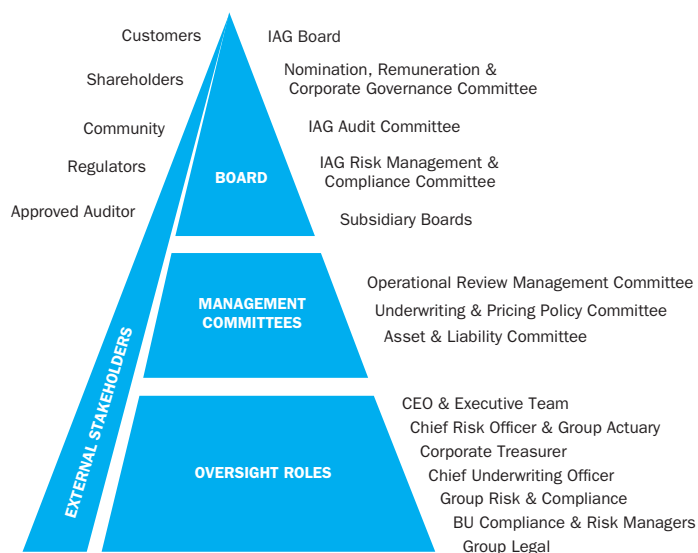 Customers
Shareholders
Community
Regulators
Approved Auditor
EXTERNAL STAKEHOLDERS
BOARD
IAG Board
Nomination, Remuneration &
Corporate Governance Committee
IAG Audit Committee
IAG Risk Management &
Compliance Committee
Subsidiary Boards
MANAGEMENT
COMMITTEES
Operational Review Management Committee
Underwriting & Pricing Policy Committee
Asset & Liability Committee
OVERSIGHT ROLES
CEO & Executive Team
Chief Risk Officer & Group Actuary
Corporate Treasurer
Chief Underwriting Officer
Group Risk & Compliance
BU Compliance & Risk Managers
Group Legal